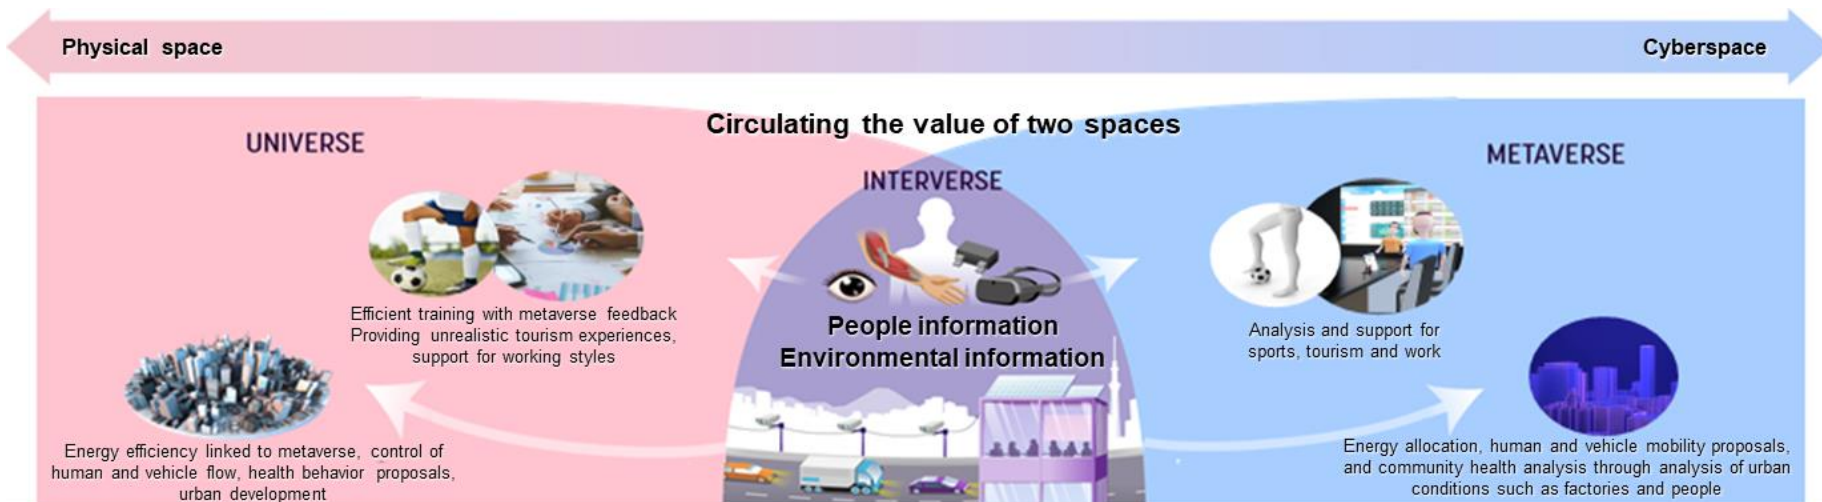 Physical space
Cyberspace
Circulating the value of two spaces
UNIVERSE
INTERVERSE
METAVERSE
Efficient training with metaverse feedback
Providing unrealistic tourism experiences,
support for working styles
People information
Environmental information
Analysis and support for
sports, tourism and work
Energy efficiency linked to metaverse, control of
human and vehicle flow, health behavior proposals,
urban development
Energy allocation, human and vehicle mobility proposals,
and community health analysis through analysis of urban
conditions such as factories and people